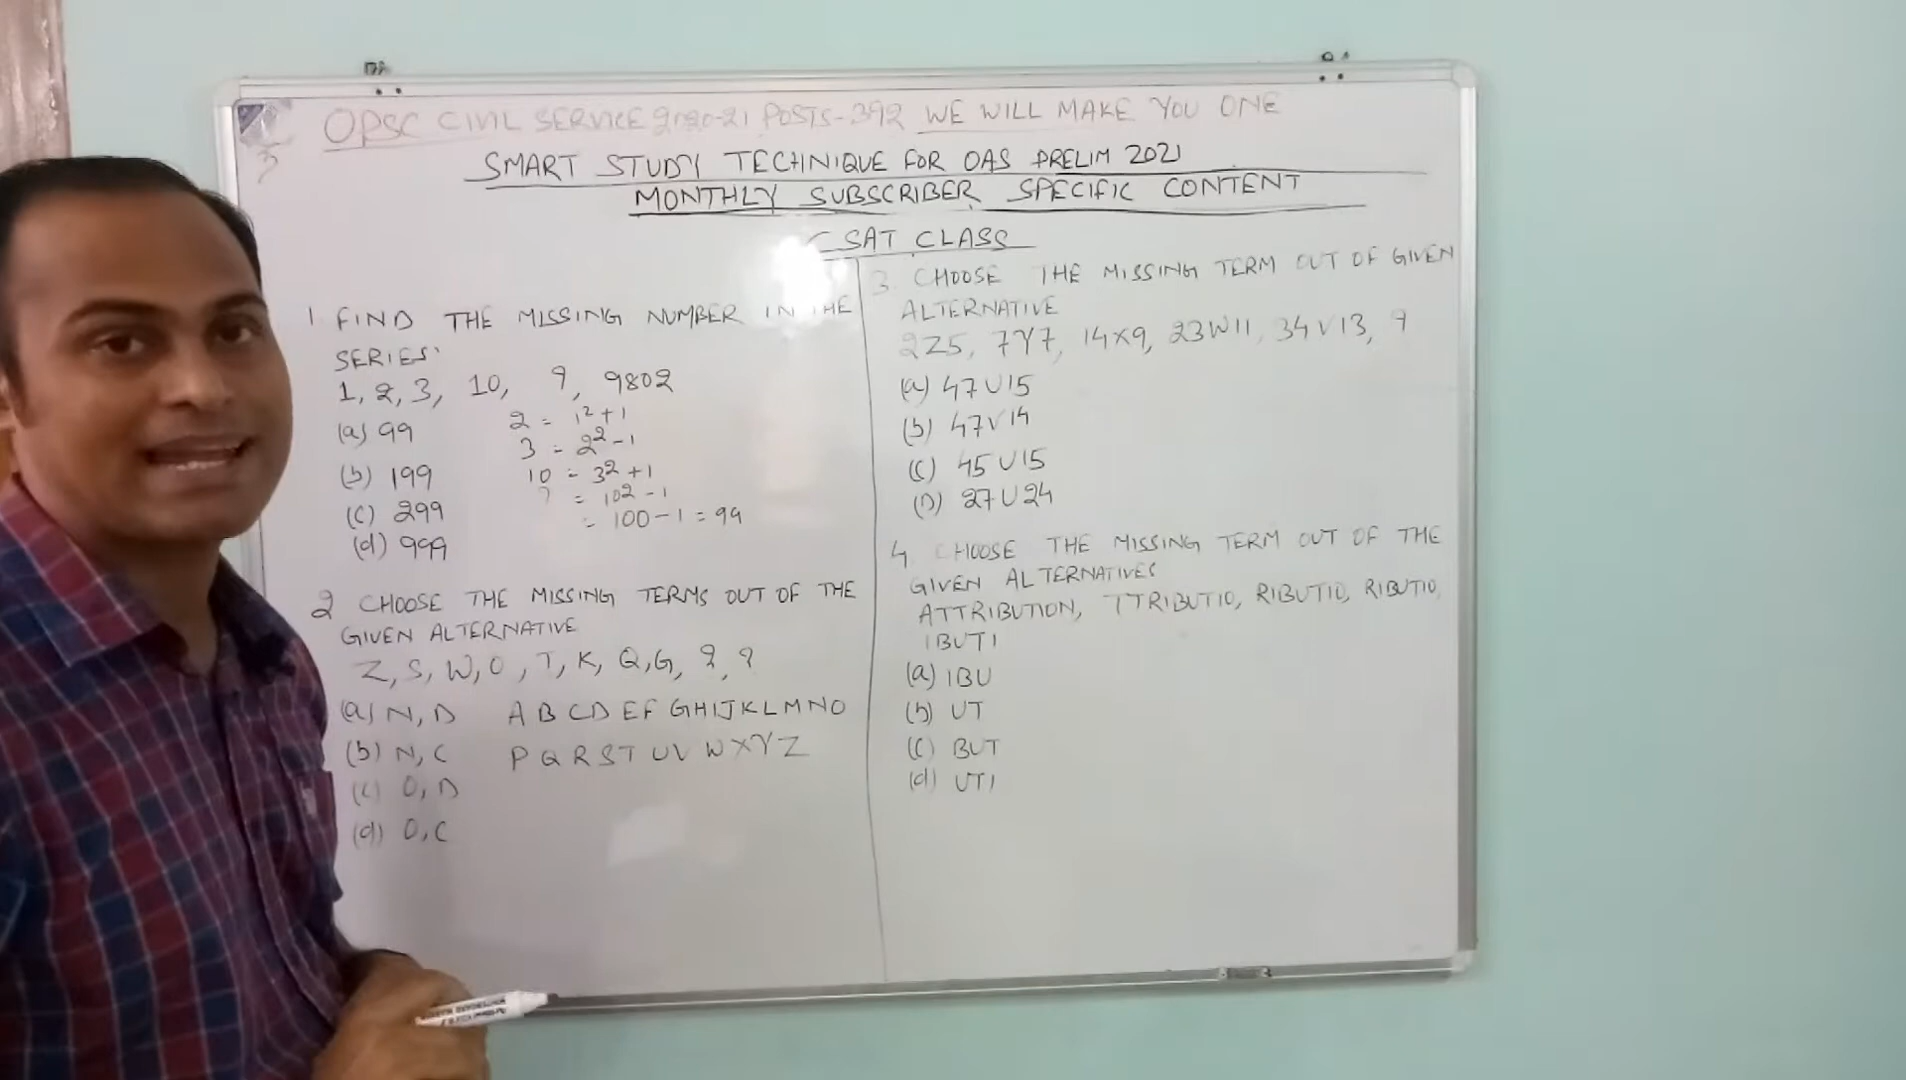 OPSC CIVIL SERVICE 2020-21 POSTS-392 WE WILL MAKE YOU ONE
SMART STUDY TECHNIQUE FOR OAS PRELIM 2021
MONTHLY SUBSCRIBER SPECIFIC CONTENT
CSAT CLASS
1 FIND THE MISSING NUMBER IN THE
SERIES
1, 2, 3, 10, ?, 9802
(a) 99
(b) 199
(c) 299
(d) 999
2 = 1²+1
3 = 2²-1
10 = 3²+1
? = 10²-1
= 100-1 = 99
2 CHOOSE THE MISSING TERMS OUT OF THE
GIVEN ALTERNATIVE
Z, S, W, O, T, K, Q, G, ?, ?
(a) N, D
(b) N, C
(c) O, D
(d) O, C
A B C D E F G H I J K L M N O
P Q R S T U V W X Y Z
3. CHOOSE THE MISSING TERM OUT OF GIVEN
ALTERNATIVE
2Z5, 7Y7, 14X9, 23W11, 34V13, ?
(a) 47U15
(b) 47V14
(C) 45U15
(D) 27U24
4. CHOOSE THE MISSING TERM OUT OF THE
GIVEN ALTERNATIVES
ATTRIBUTION, TTRIBUTIO, RIBUTIO, RIBUTIO,
IBUTI
(a) IBU
(b) UT
(c) BUT
(d) UTI